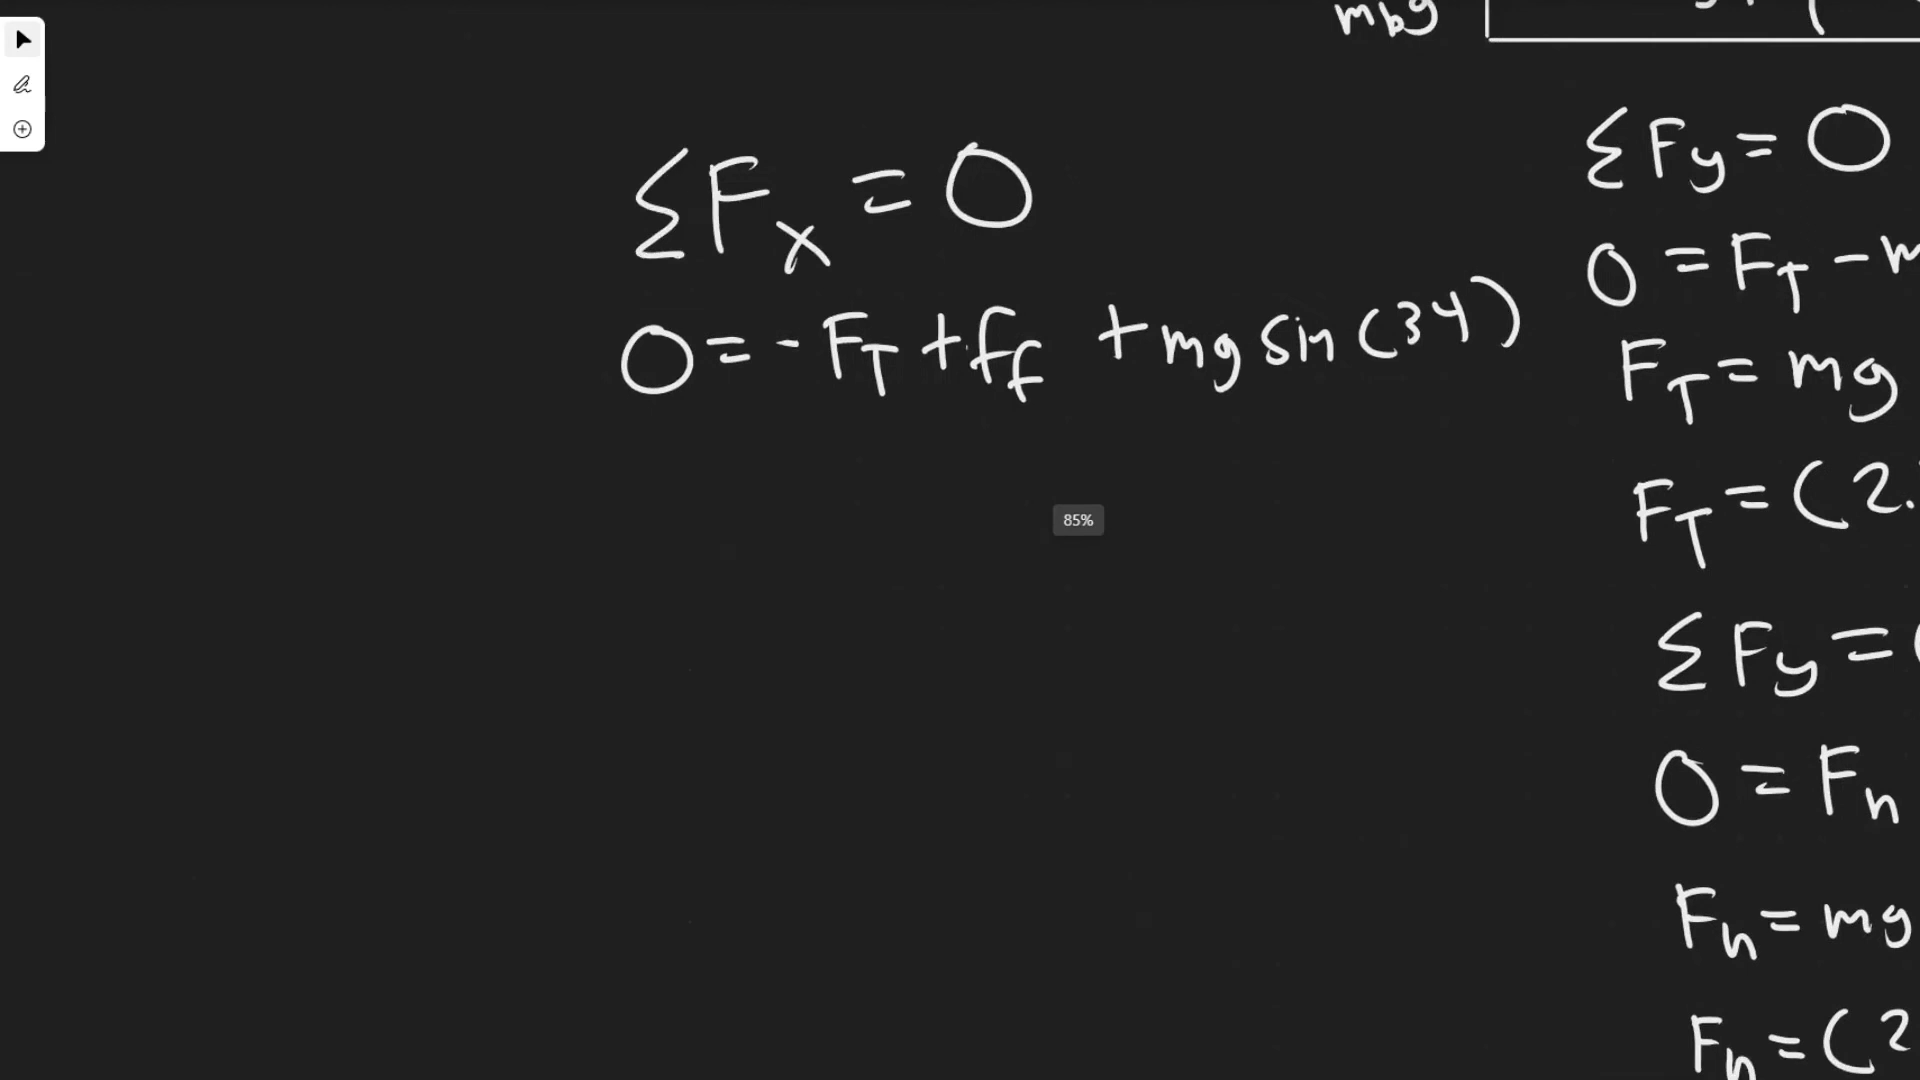 mbg
ΣFx = 0
0 = -FT + ff + mg sin(34)
85%
ΣFy = 0
0 = FT - m
FT = mg
FT = (2.
ΣFy =
0 = Fn
Fn = mg
Fn = (2